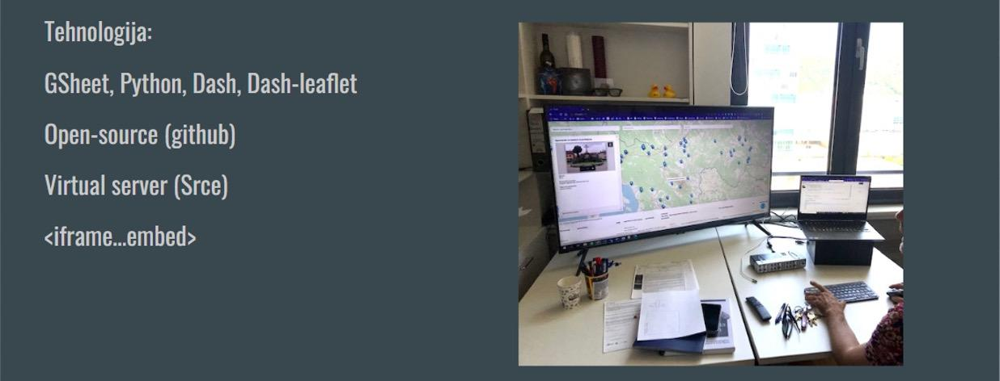 Tehnologija:
GSheet, Python, Dash, Dash-leaflet
Open-source (github)
Virtual server (Srce)
<iframe...embed>